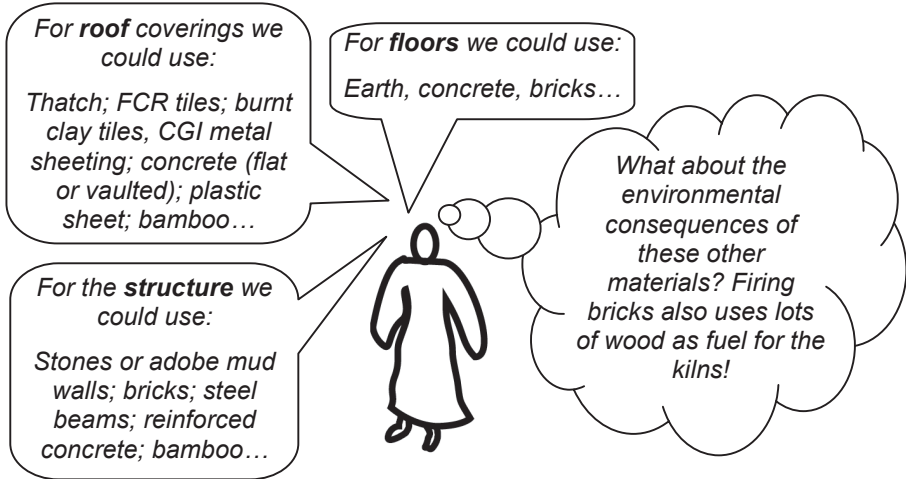 For roof coverings we
could use:
Thatch; FCR tiles; burnt
clay tiles, CGI metal
sheeting; concrete (flat
or vaulted); plastic
sheet; bamboo…
For floors we could use:
Earth, concrete, bricks…
What about the
environmental
consequences of
these other
materials? Firing
bricks also uses lots
of wood as fuel for the
kilns!
For the structure we
could use:
Stones or adobe mud
walls; bricks; steel
beams; reinforced
concrete; bamboo…